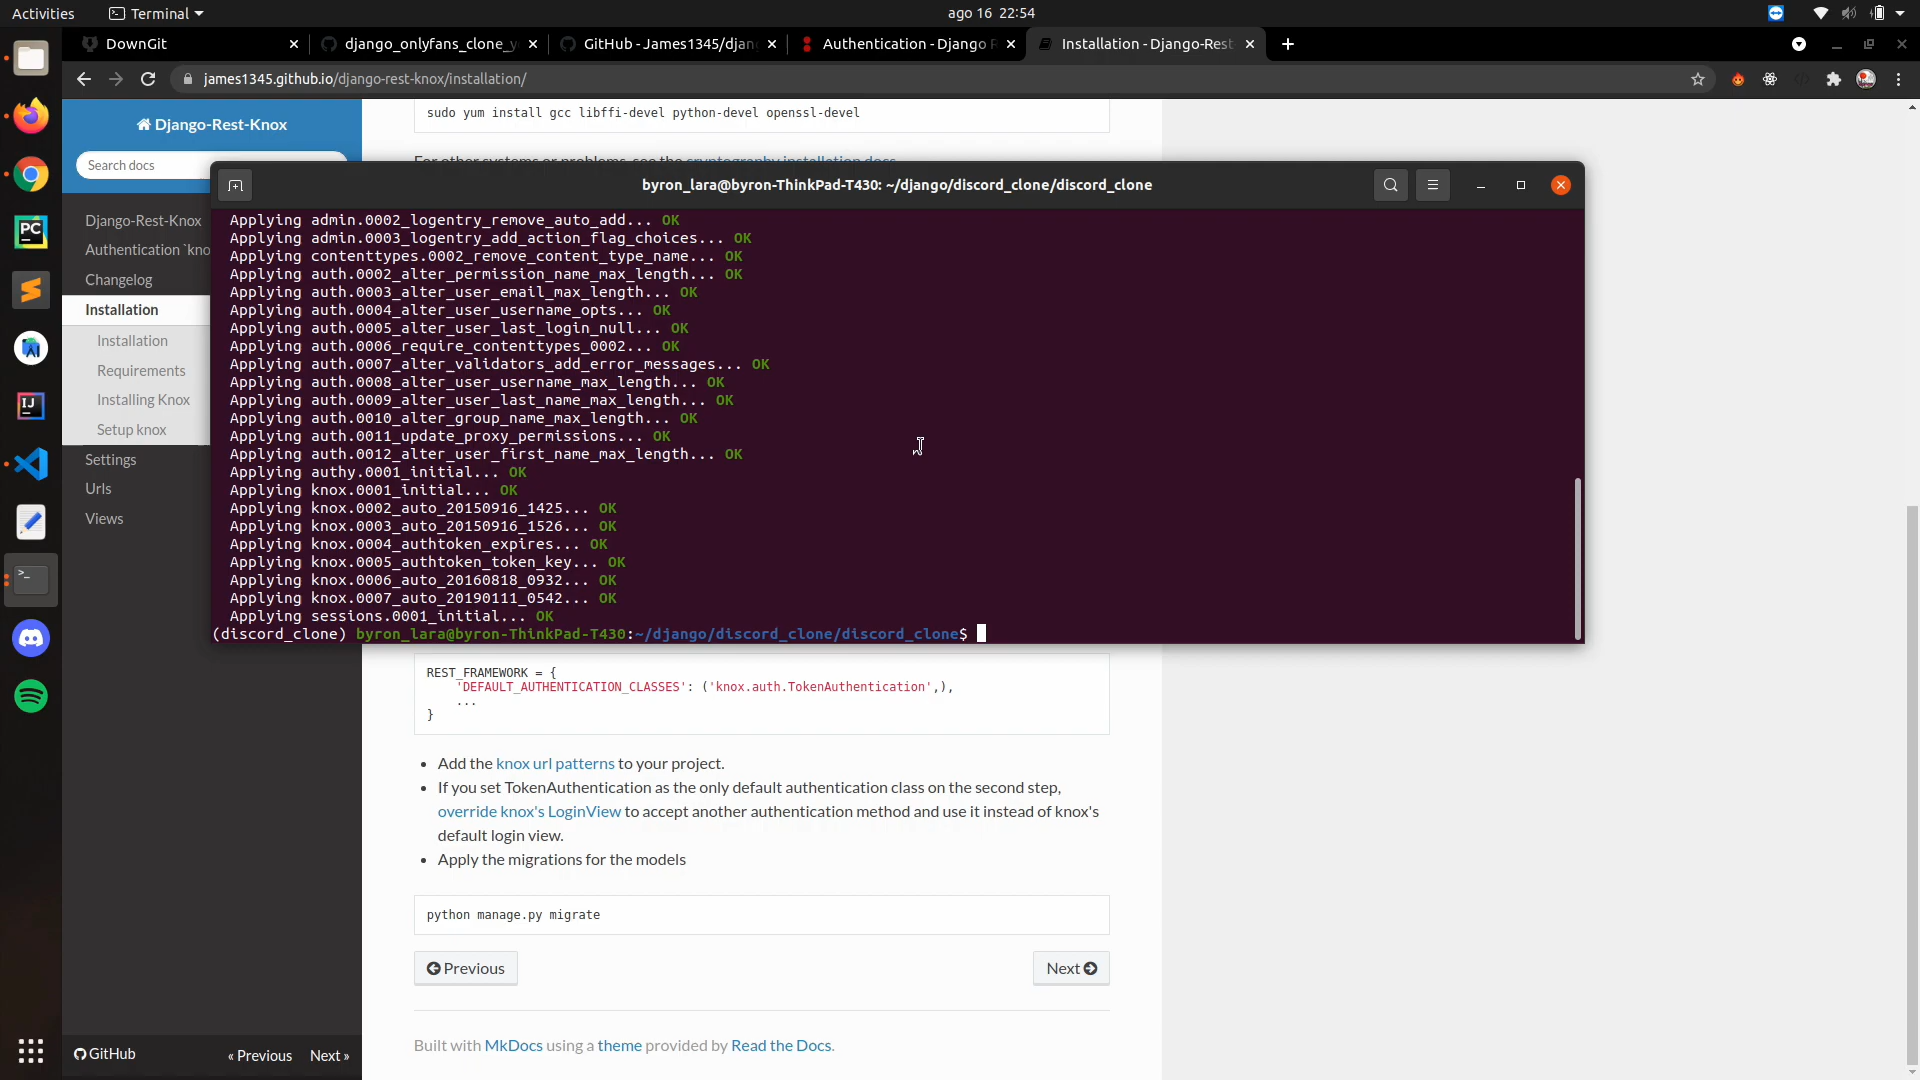 Activities
Terminal
ago 16 22:54
DownGit
django_onlyfans_clone_y
GitHub - James1345/djan
Authentication - Django R
Installation - Django-Rest
james1345.github.io/django-rest-knox/installation/
Django-Rest-Knox
Search docs
Django-Rest-Knox
Authentication `kno
Changelog
Installation
Installation
Requirements
Installing Knox
Setup knox
Settings
Urls
Views
GitHub
« Previous
Next »
sudo yum install gcc libffi-devel python-devel openssl-devel
For other systems or problems, see the cryptography installation docs
byron_lara@byron-ThinkPad-T430: ~/django/discord_clone/discord_clone
Applying admin.0002_logentry_remove_auto_add... OK
Applying admin.0003_logentry_add_action_flag_choices... OK
Applying contenttypes.0002_remove_content_type_name... OK
Applying auth.0002_alter_permission_name_max_length... OK
Applying auth.0003_alter_user_email_max_length... OK
Applying auth.0004_alter_user_username_opts... OK
Applying auth.0005_alter_user_last_login_null... OK
Applying auth.0006_require_contenttypes_0002... OK
Applying auth.0007_alter_validators_add_error_messages... OK
Applying auth.0008_alter_user_username_max_length... OK
Applying auth.0009_alter_user_last_name_max_length... OK
Applying auth.0010_alter_group_name_max_length... OK
Applying auth.0011_update_proxy_permissions... OK
Applying auth.0012_alter_user_first_name_max_length... OK
Applying authy.0001_initial... OK
Applying knox.0001_initial... OK
Applying knox.0002_auto_20150916_1425... OK
Applying knox.0003_auto_20150916_1526... OK
Applying knox.0004_authtoken_expires... OK
Applying knox.0005_authtoken_token_key... OK
Applying knox.0006_auto_20160818_0932... OK
Applying knox.0007_auto_20190111_0542... OK
Applying sessions.0001_initial... OK
(discord_clone) byron_lara@byron-ThinkPad-T430:~/django/discord_clone/discord_clone$
REST_FRAMEWORK = {
'DEFAULT_AUTHENTICATION_CLASSES': ('knox.auth.TokenAuthentication',),
...
}
Add the knox url patterns to your project.
If you set TokenAuthentication as the only default authentication class on the second step,
override knox's LoginView to accept another authentication method and use it instead of knox's
default login view.
Apply the migrations for the models
python manage.py migrate
Previous
Next
Built with MkDocs using a theme provided by Read the Docs.